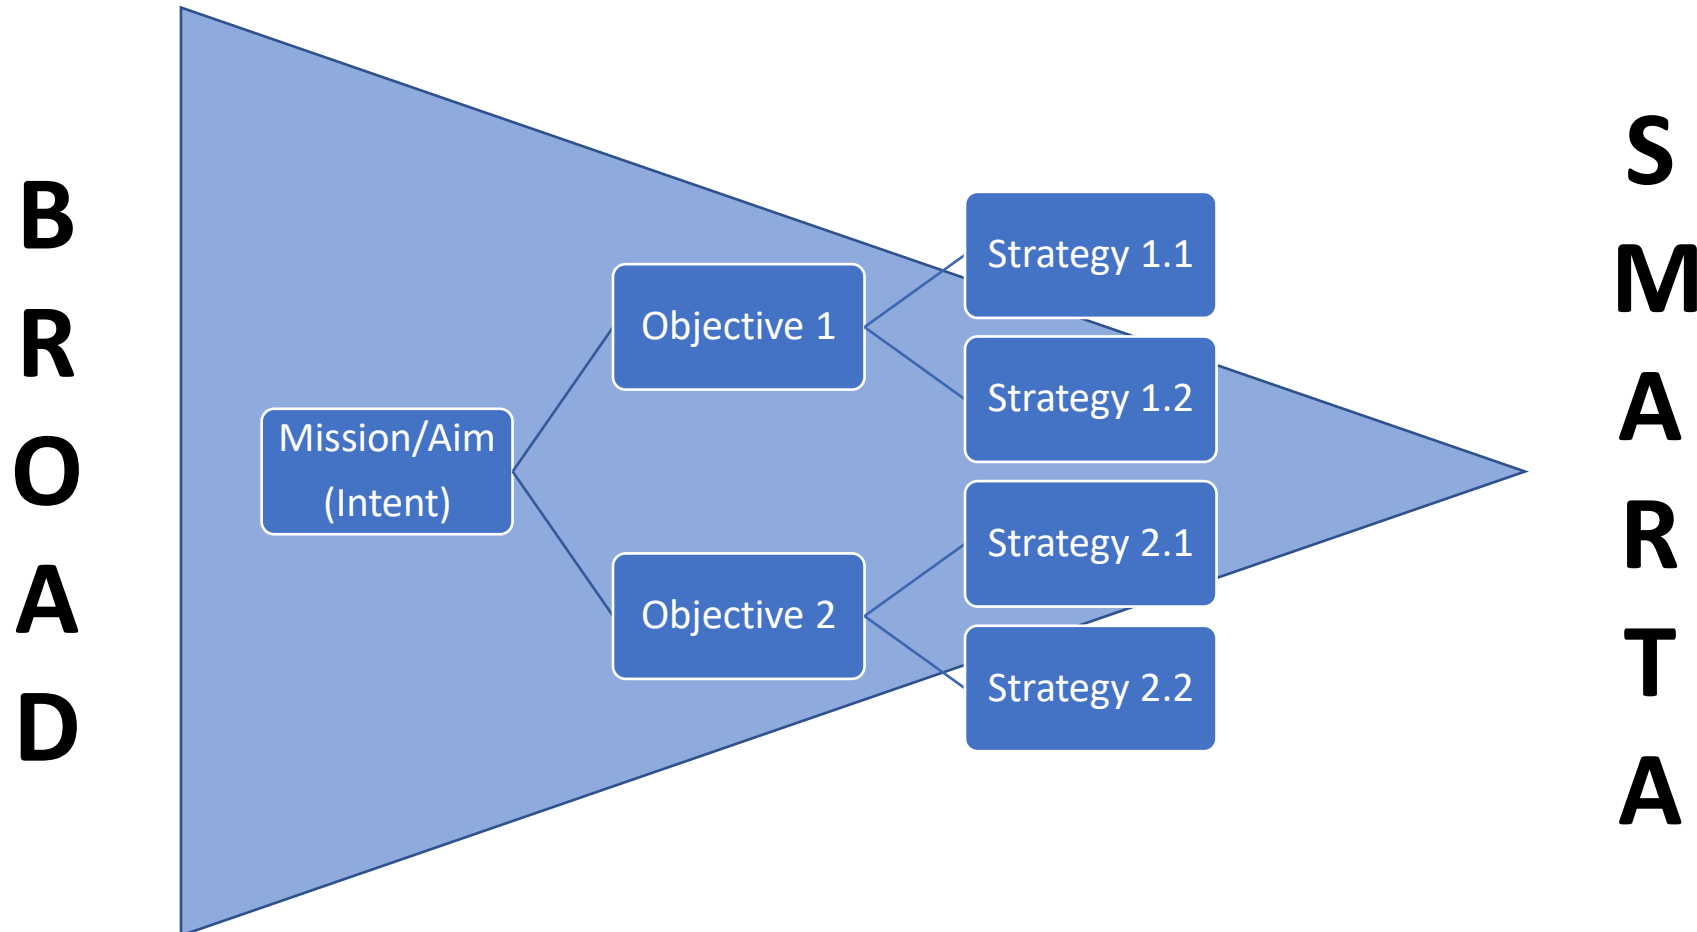 B
R
O
A
D
Mission/Aim
(Intent)
Objective 1
Objective 2
Strategy 1.1
Strategy 1.2
Strategy 2.1
Strategy 2.2
S
M
A
R
T
A